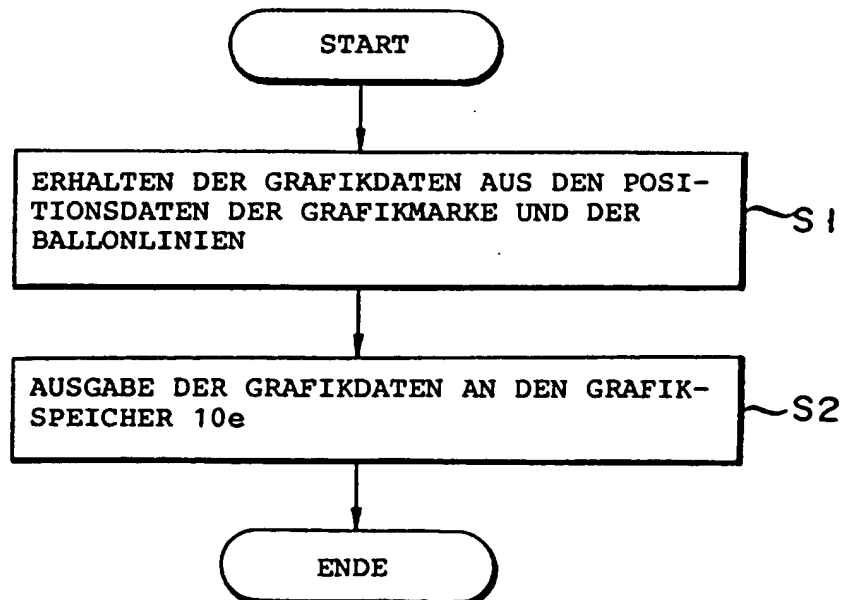 START
ERHALTEN DER GRAFIKDATEN AUS DEN POSI-
TIONSDATEN DER GRAFIKMARKE UND DER
BALLONLINIEN
S1
AUSGABE DER GRAFIKDATEN AN DEN GRAFIK-
SPEICHER 10e
S2
ENDE